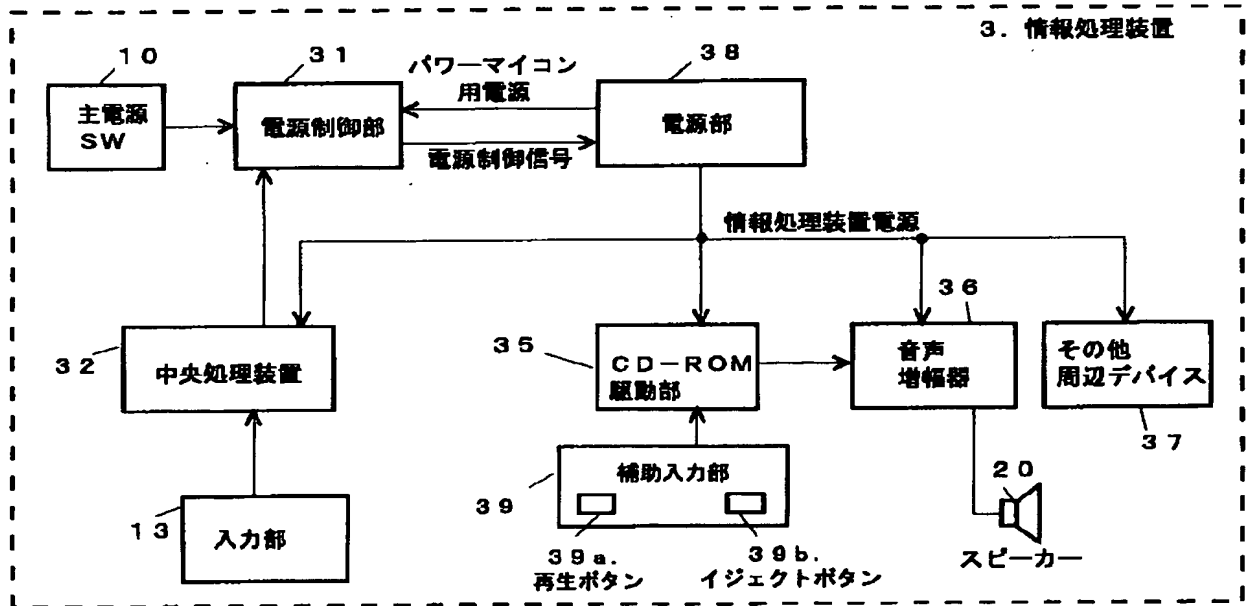 3. 情報処理装置
10
31
38
主電源
SW
電源制御部
パワーマイコン
用電源
電源制御信号
電源部
情報処理装置電源
32
中央処理装置
35
CD-ROM
駆動部
36
音声
増幅器
その他
周辺デバイス
37
13
入力部
39
補助入力部
39a.
再生ボタン
39b.
イジェクトボタン
20
スピーカー